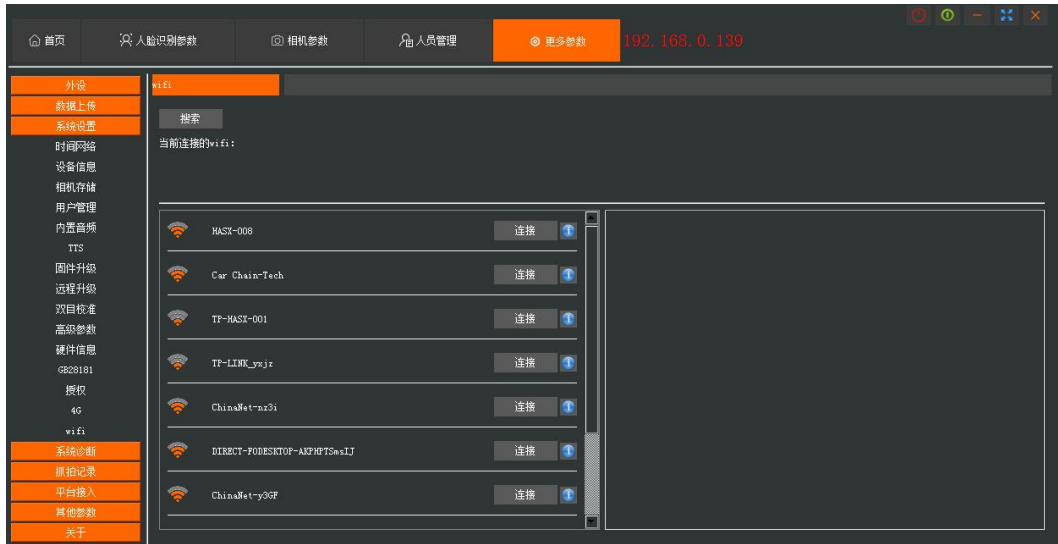 首页 人脸识别参数 相机参数 人员管理 更多参数 192.168.0.139
外设
数据上传
系统设置
时间网络
设备信息
相机存储
用户管理
内置音频
TTS
固件升级
远程升级
双目校准
高级参数
硬件信息
GB28181
授权
4G
wifi
系统诊断
抓拍记录
平台接入
其他参数
关于
wifi
搜索
当前连接的wifi:
HASX-008 连接
Car Chain-Tech 连接
TP-HASX-001 连接
TP-LINK_yxjz 连接
ChinaNet-nz3i 连接
DIRECT-FODESKTOP-AKPHPTSmsIJ 连接
ChinaNet-y3GF 连接